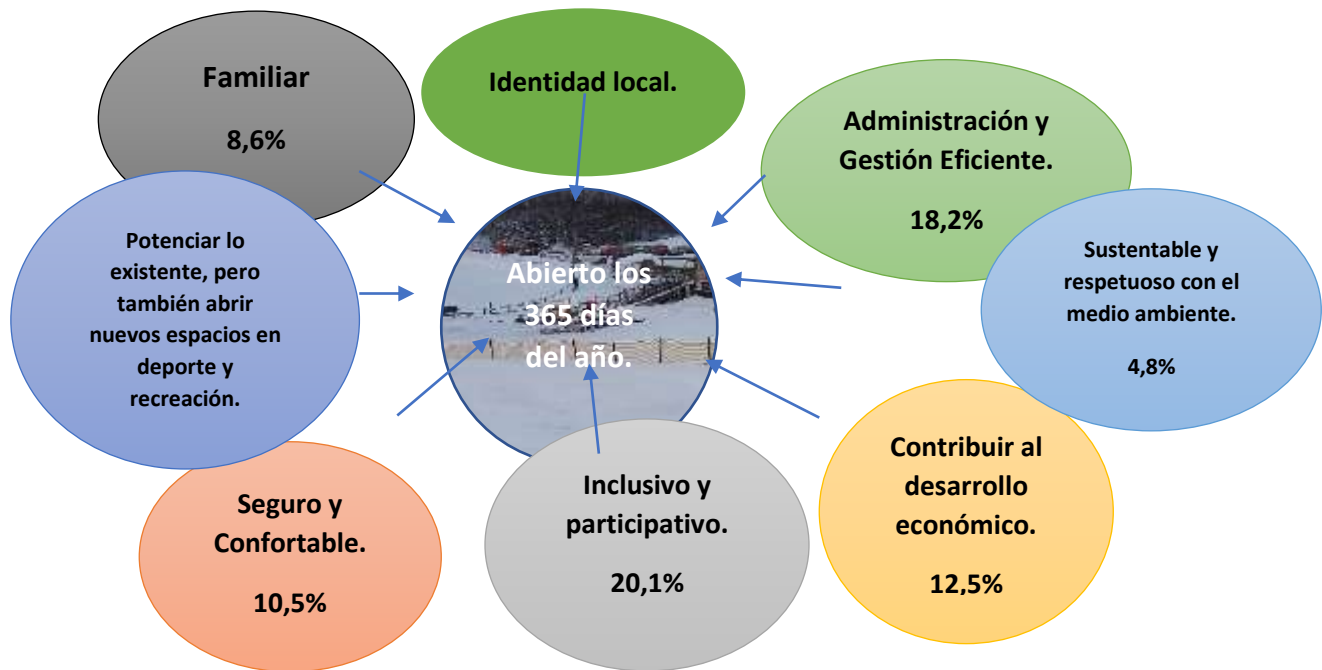 Familiar
8,6%
Identidad local.
Administración y
Gestión Eficiente.
18,2%
Potenciar lo
existente, pero
también abrir
nuevos espacios en
deporte y
recreación.
Abierto los
365 días
del año.
Sustentable y
respetuoso con el
medio ambiente.
4,8%
Seguro y
Confortable.
10,5%
Inclusivo y
participativo.
20,1%
Contribuir al
desarrollo
económico.
12,5%